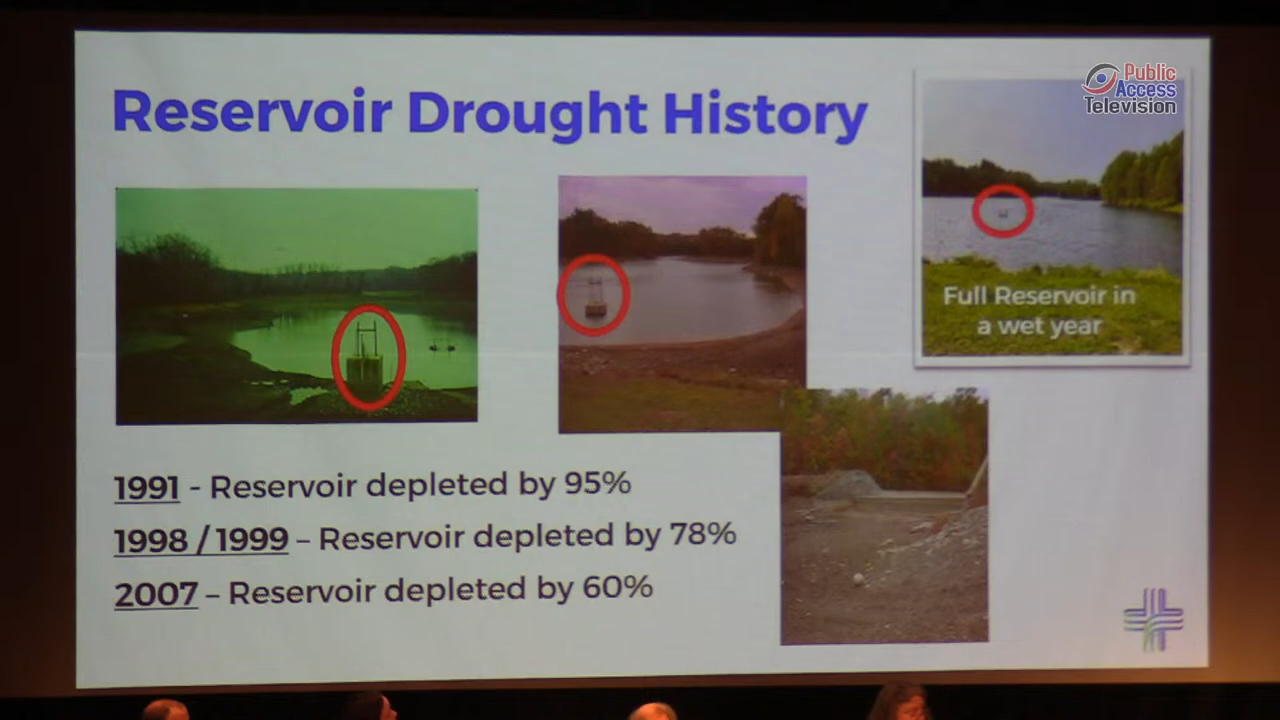 Reservoir Drought History
Public
Access
Television
Full Reservoir in
a wet year
1991 - Reservoir depleted by 95%
1998 / 1999 – Reservoir depleted by 78%
2007 – Reservoir depleted by 60%